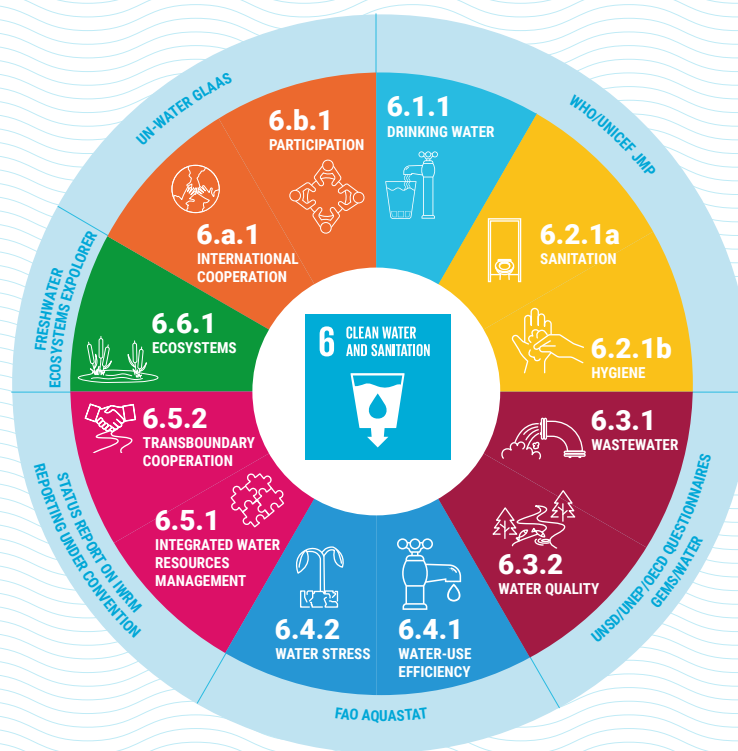 UN-WATER GLAAS
6.b.1
PARTICIPATION
6.a.1
INTERNATIONAL
COOPERATION
WHO/UNICEF JMP
6.1.1
DRINKING WATER
6.2.1a
SANITATION
6.2.1b
HYGIENE
FRESHWATER
ECOSYSTEMS EXPOLORER
6.6.1
ECOSYSTEMS
6 CLEAN WATER
AND SANITATION
UNSD/UNEP/OECD QUESTIONNAIRES
GEMS/WATER
6.3.1
WASTEWATER
6.3.2
WATER QUALITY
STATUS REPORT ON IWRM
REPORTING UNDER CONVENTION
6.5.2
TRANSBOUNDARY
COOPERATION
6.5.1
INTEGRATED WATER
RESOURCES
MANAGEMENT
6.4.2
WATER STRESS
6.4.1
WATER-USE
EFFICIENCY
FAO AQUASTAT